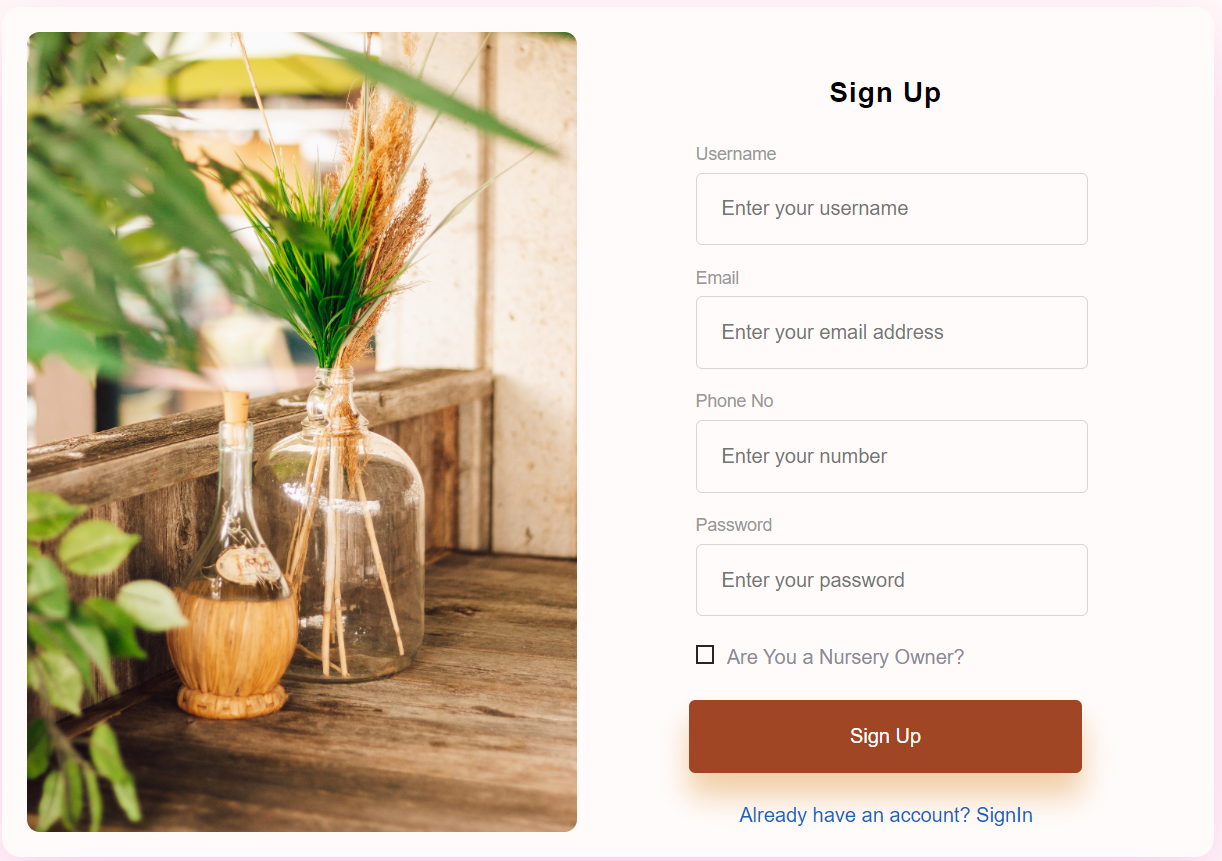 Sign Up
Username
Enter your username
Email
Enter your email address
Phone No
Enter your number
Password
Enter your password
Are You a Nursery Owner?
Sign Up
Already have an account? SignIn